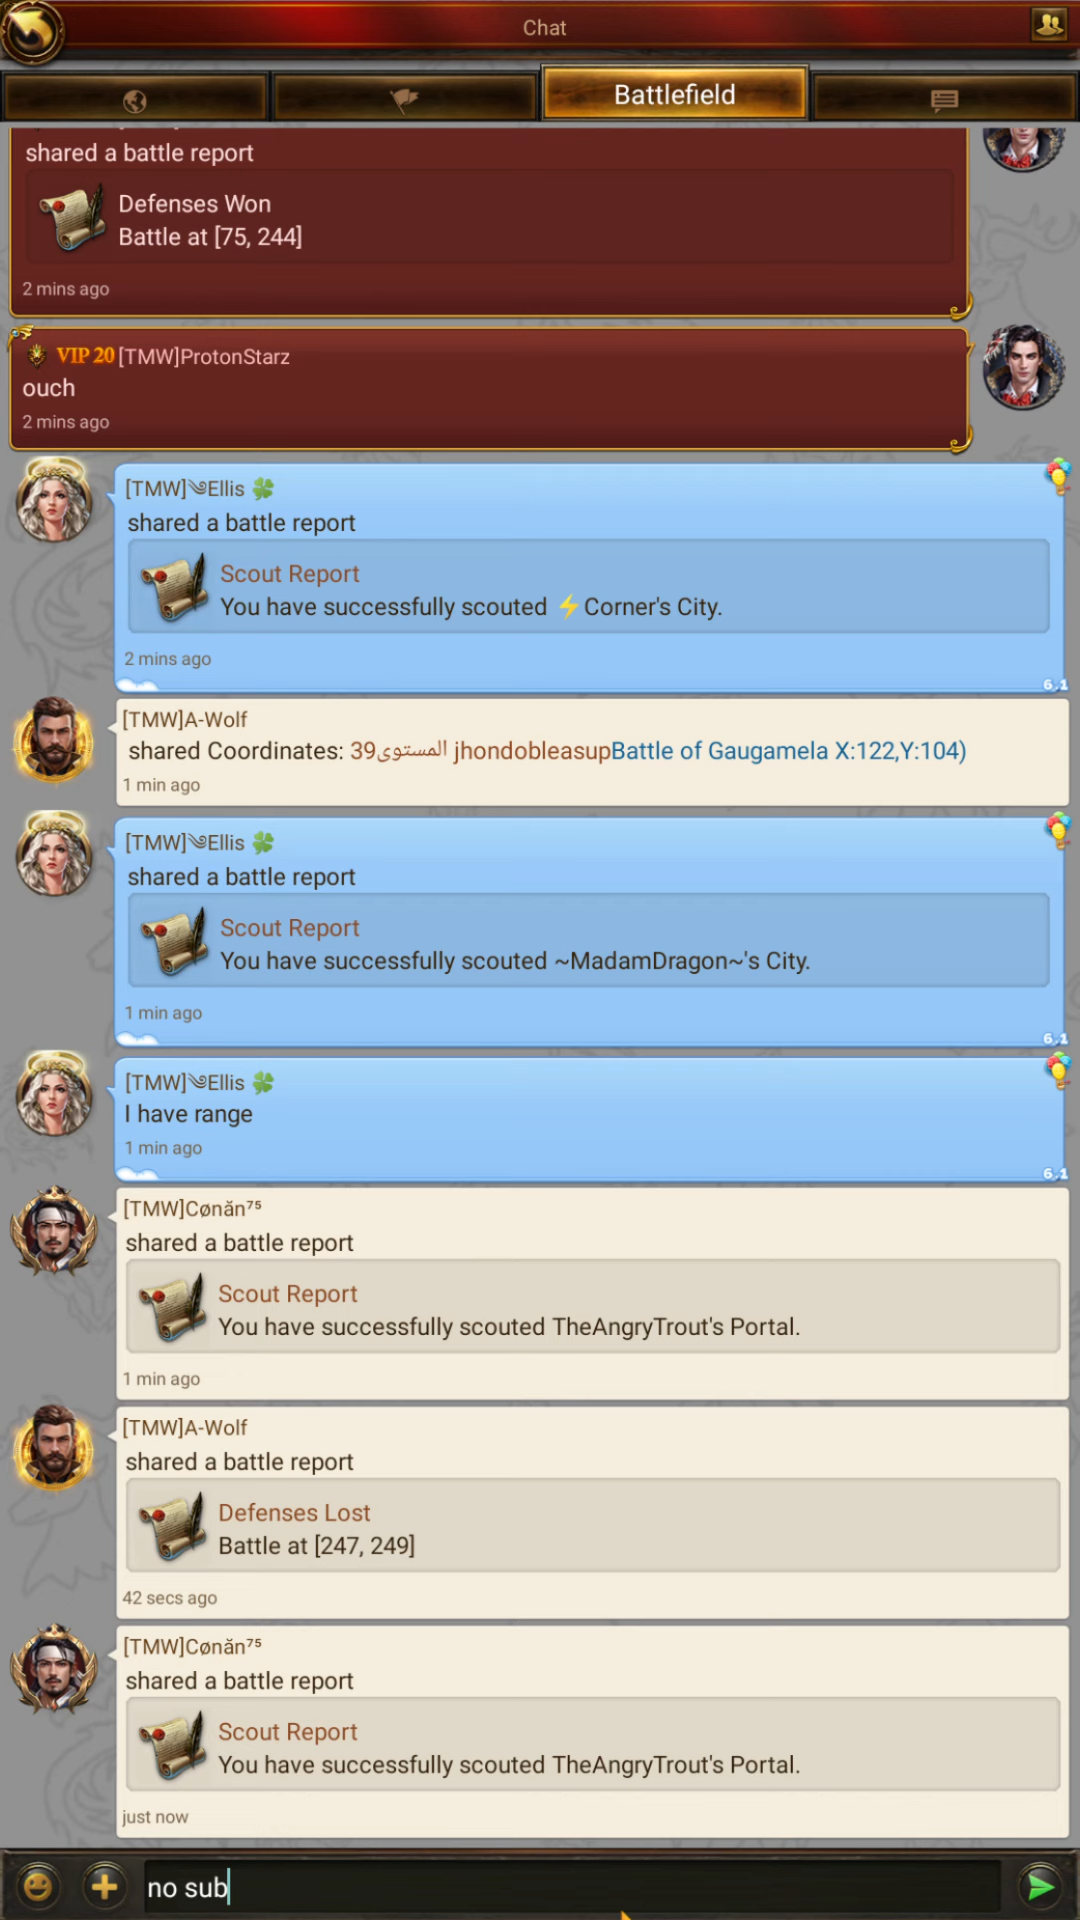 Chat
Battlefield
shared a battle report
Defenses Won
Battle at [75, 244]
2 mins ago
VIP 20 [TMW]ProtonStarz
ouch
2 mins ago
[TMW]༄Ellis 🍀
shared a battle report
Scout Report
You have successfully scouted ⚡Corner's City.
2 mins ago
6.1
[TMW]A-Wolf
shared Coordinates: 39المستوى jhondobleasupBattle of Gaugamela X:122,Y:104)
1 min ago
[TMW]༄Ellis 🍀
shared a battle report
Scout Report
You have successfully scouted ~MadamDragon~'s City.
1 min ago
6.1
[TMW]༄Ellis 🍀
I have range
1 min ago
6.1
[TMW]Cønăn⁷⁵
shared a battle report
Scout Report
You have successfully scouted TheAngryTrout's Portal.
1 min ago
[TMW]A-Wolf
shared a battle report
Defenses Lost
Battle at [247, 249]
42 secs ago
[TMW]Cønăn⁷⁵
shared a battle report
Scout Report
You have successfully scouted TheAngryTrout's Portal.
just now
no sub